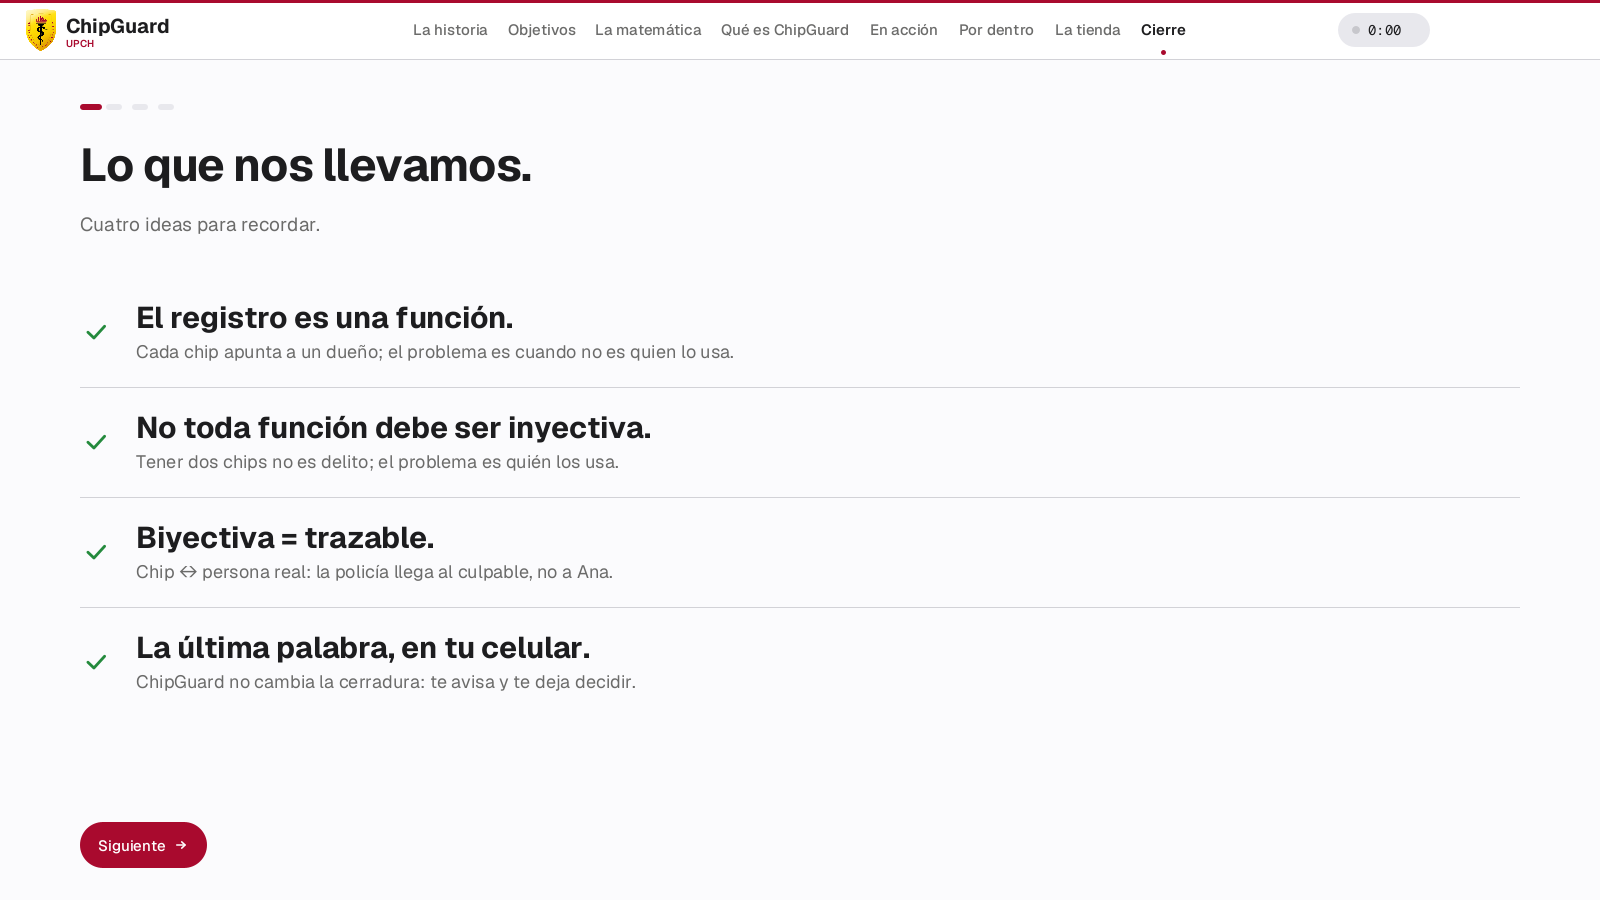 ChipGuard
UPCH
La historia
Objetivos
La matemática
Qué es ChipGuard
En acción
Por dentro
La tienda
Cierre
0:00
Lo que nos llevamos.
Cuatro ideas para recordar.
El registro es una función.
Cada chip apunta a un dueño; el problema es cuando no es quien lo usa.
No toda función debe ser inyectiva.
Tener dos chips no es delito; el problema es quién los usa.
Biyectiva = trazable.
Chip ↔ persona real: la policía llega al culpable, no a Ana.
La última palabra, en tu celular.
ChipGuard no cambia la cerradura: te avisa y te deja decidir.
Siguiente →